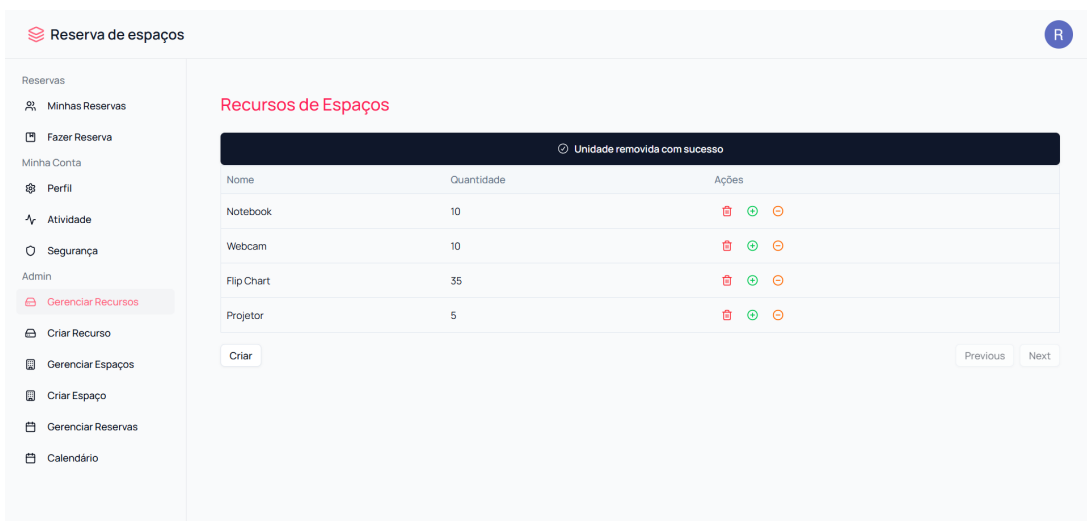 Reserva de espaços
R
Reservas
Minhas Reservas
Fazer Reserva
Minha Conta
Perfil
Atividade
Segurança
Admin
Gerenciar Recursos
Criar Recurso
Gerenciar Espaços
Criar Espaço
Gerenciar Reservas
Calendário
Recursos de Espaços
Unidade removida com sucesso
Nome Quantidade Ações
Notebook 10
Webcam 10
Flip Chart 35
Projetor 5
Criar Previous Next